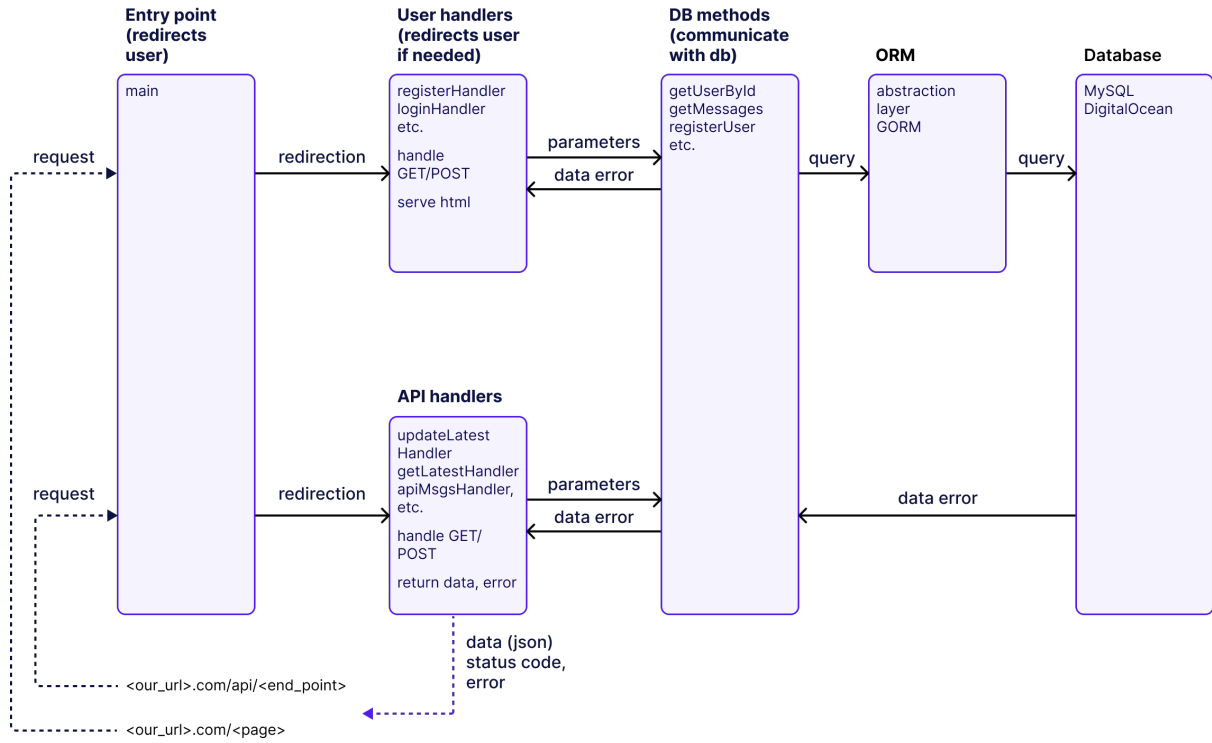 Entry point
(redirects
user)
User handlers
(redirects user
if needed)
DB methods
(communicate
with db)
ORM
Database
main
registerHandler
loginHandler
etc.
handle
GET/POST
serve html
getUserById
getMessages
registerUser
etc.
abstraction
layer
GORM
MySQL
DigitalOcean
request
redirection
parameters
data error
query
query
API handlers
updateLatest
Handler
getLatestHandler
apiMsgsHandler,
etc.
handle GET/
POST
return data, error
request
redirection
parameters
data error
data error
data (json)
status code,
error
<our_url>.com/api/<end_point>
<our_url>.com/<page>